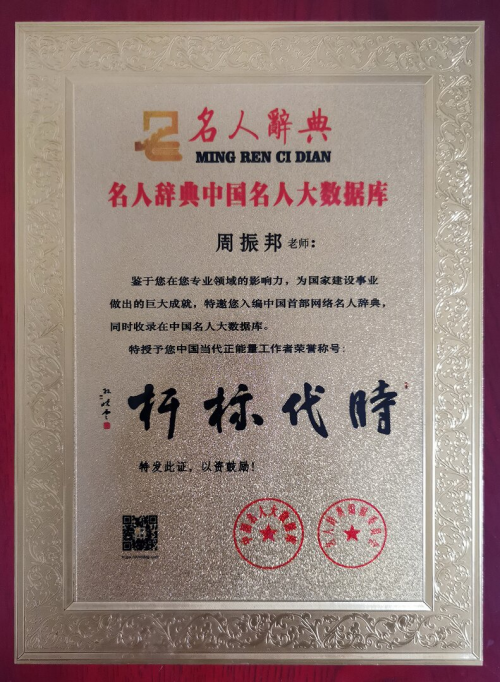 名人辭典
MING REN CI DIAN
名人辞典中国名人大数据库
周振邦 老师：
鉴于您在您专业领域的影响力，为国家建设事业
做出的巨大成就，特邀您入编中国首部网络名人辞典，
同时收录在中国名人大数据库。
特授予您中国当代正能量工作者荣誉称号：
時代标杆
特发此证，以资鼓励！